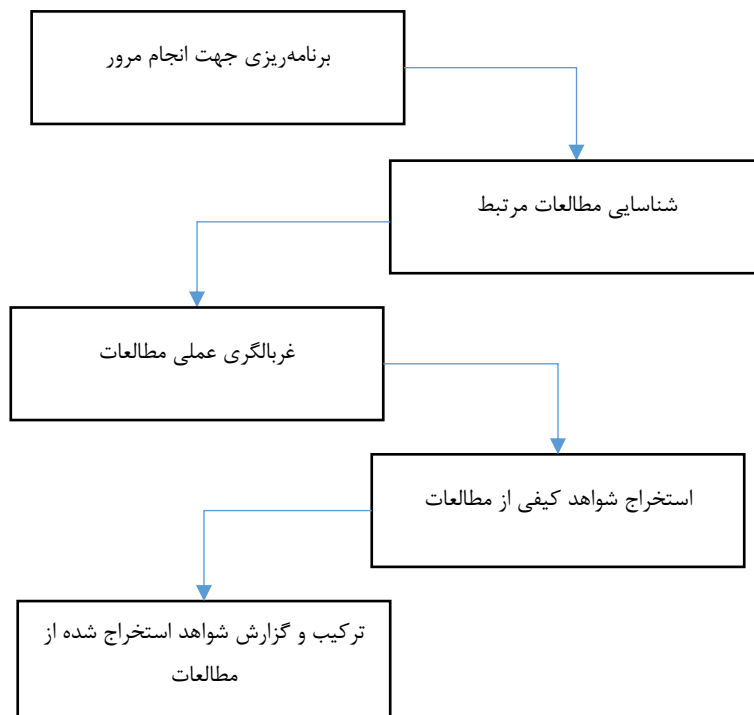 برنامه‌ریزی جهت انجام مرور
شناسایی مطالعات مرتبط
غربالگری عملی مطالعات
استخراج شواهد کیفی از مطالعات
ترکیب و گزارش شواهد استخراج شده از
مطالعات